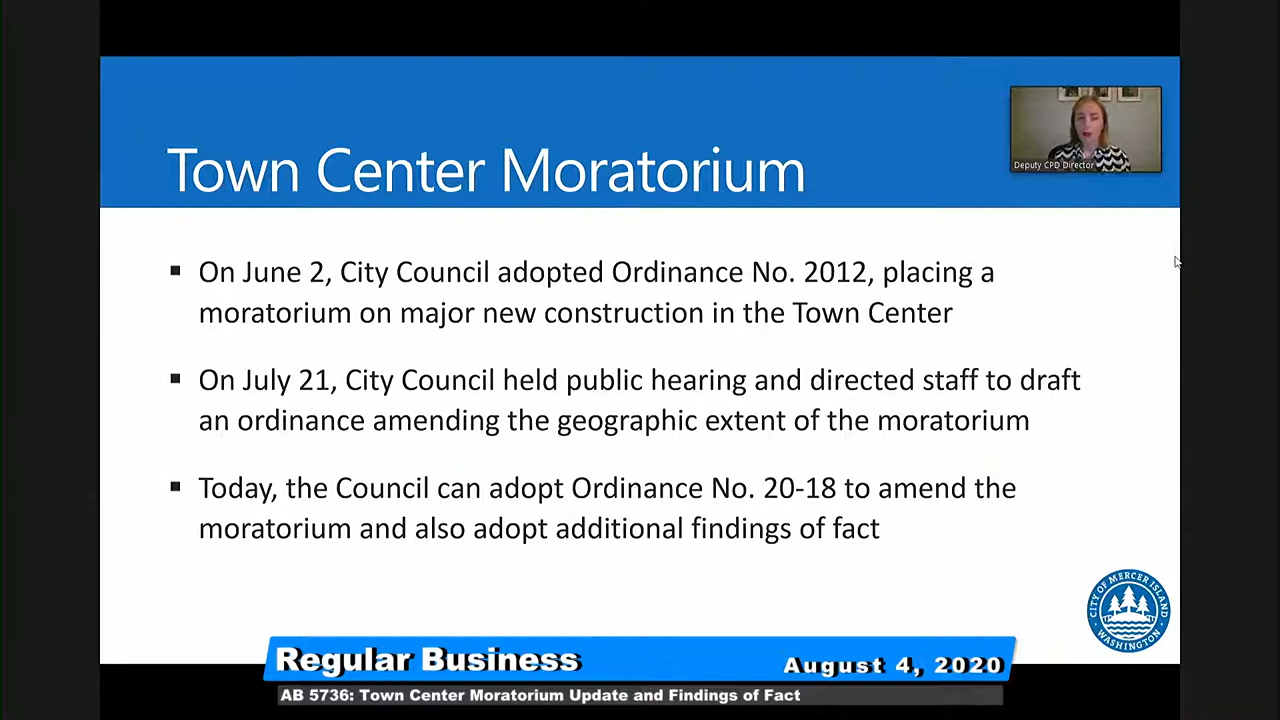 Town Center Moratorium
Deputy CPD Director
On June 2, City Council adopted Ordinance No. 2012, placing a
moratorium on major new construction in the Town Center
On July 21, City Council held public hearing and directed staff to draft
an ordinance amending the geographic extent of the moratorium
Today, the Council can adopt Ordinance No. 20-18 to amend the
moratorium and also adopt additional findings of fact
CITY OF MERCER ISLAND
WASHINGTON
Regular Business
August 4, 2020
AB 5736: Town Center Moratorium Update and Findings of Fact